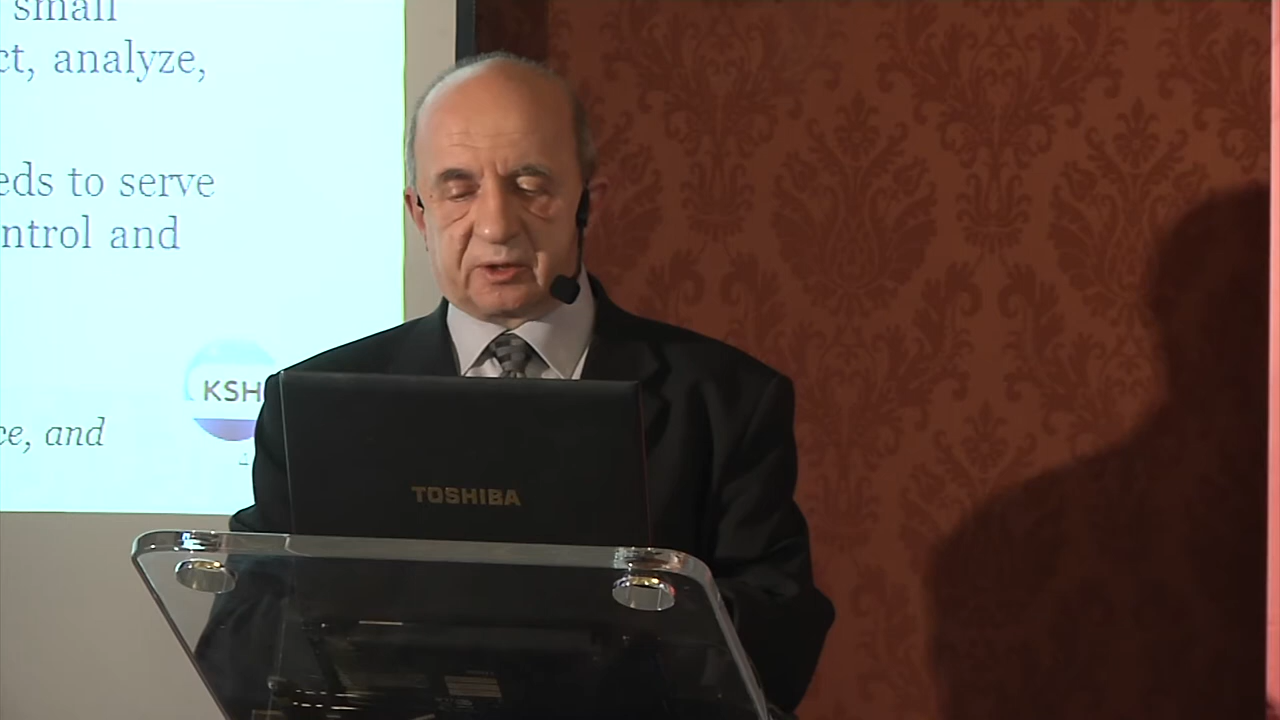 small
ct, analyze,
eds to serve
ntrol and
KSH
ce, and
TOSHIBA